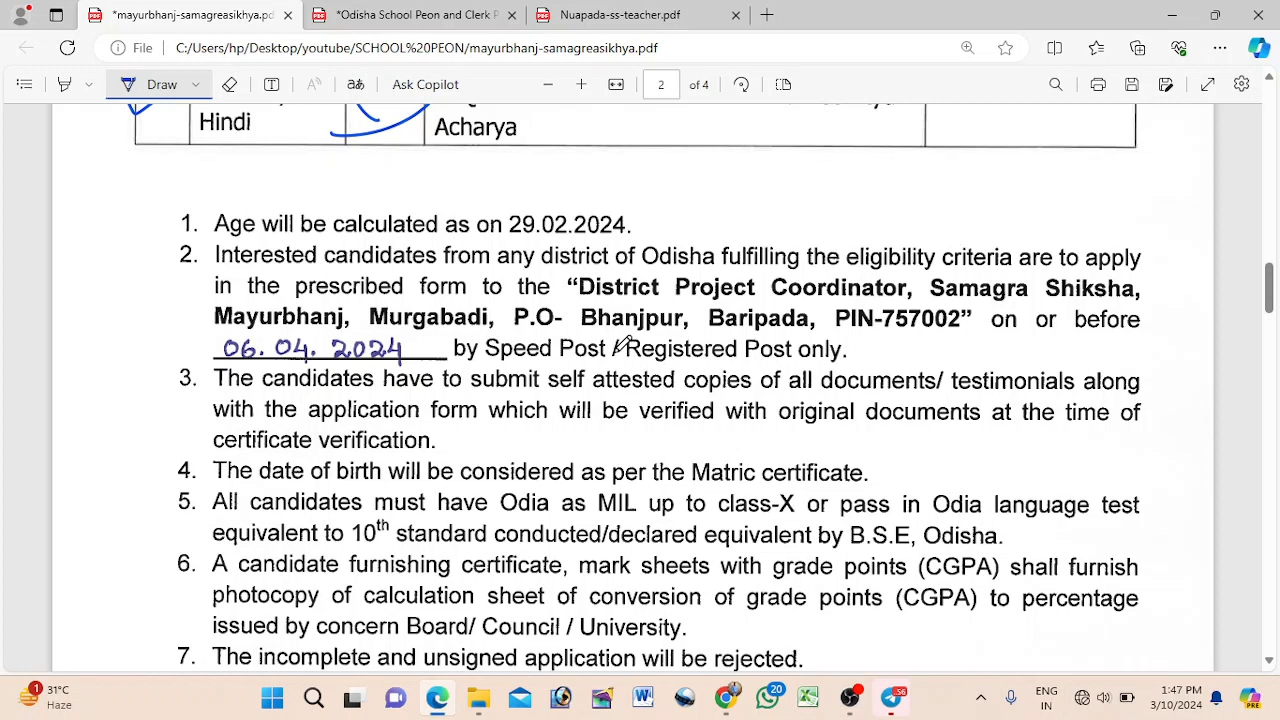 *mayurbhanj-samagreasikhya.pd
*Odisha School Peon and Clerk P
Nuapada-ss-teacher.pdf
File
C:/Users/hp/Desktop/youtube/SCHOOL%20PEON/mayurbhanj-samagreasikhya.pdf
Draw
Ask Copilot
2
of 4
Hindi
Acharya
1. Age will be calculated as on 29.02.2024.
2. Interested candidates from any district of Odisha fulfilling the eligibility criteria are to apply
in the prescribed form to the “District Project Coordinator, Samagra Shiksha,
Mayurbhanj, Murgabadi, P.O- Bhanjpur, Baripada, PIN-757002” on or before
06.04.2024 by Speed Post /Registered Post only.
3. The candidates have to submit self attested copies of all documents/ testimonials along
with the application form which will be verified with original documents at the time of
certificate verification.
4. The date of birth will be considered as per the Matric certificate.
5. All candidates must have Odia as MIL up to class-X or pass in Odia language test
equivalent to 10th standard conducted/declared equivalent by B.S.E, Odisha.
6. A candidate furnishing certificate, mark sheets with grade points (CGPA) shall furnish
photocopy of calculation sheet of conversion of grade points (CGPA) to percentage
issued by concern Board/ Council / University.
7. The incomplete and unsigned application will be rejected.
1
31°C
Haze
20
56
ENG
IN
1:47 PM
3/10/2024
PRE